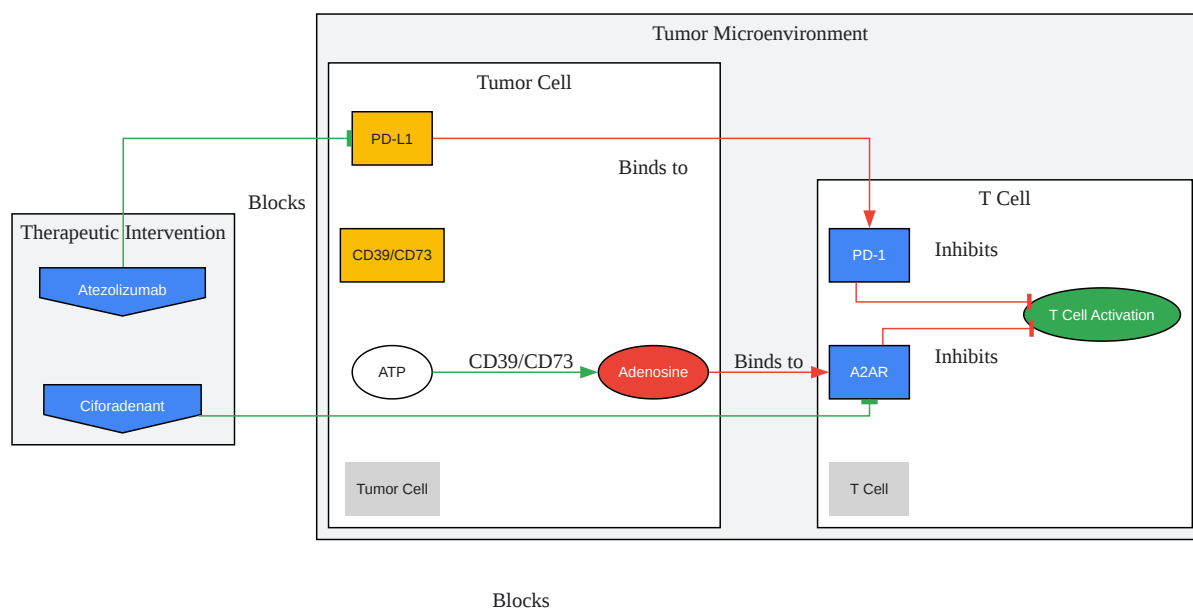 Tumor Microenvironment
Tumor Cell
PD-L1
Binds to
Blocks
T Cell
Therapeutic Intervention
CD39/CD73
PD-1
Inhibits
Atezolizumab
T Cell Activation
ATP
CD39/CD73
Adenosine
Binds to
A2AR
Inhibits
Ciforadenant
Tumor Cell
T Cell
Blocks